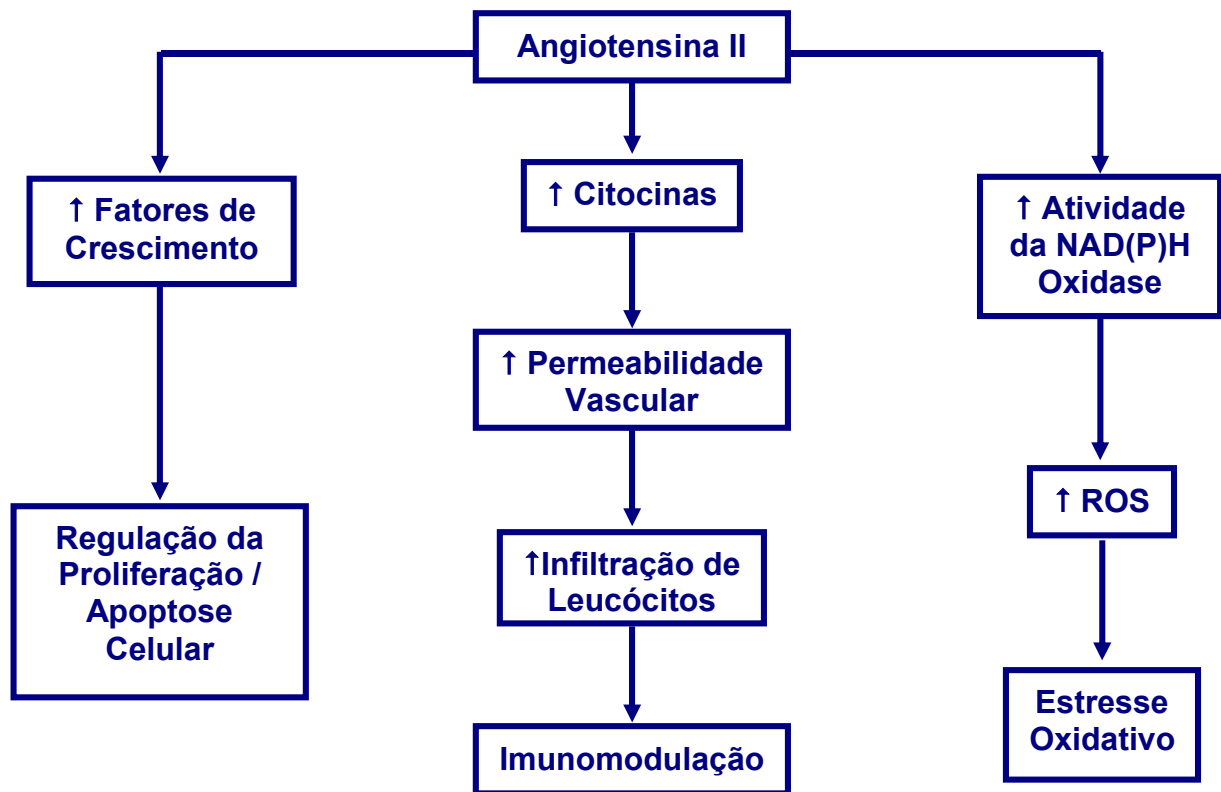 Angiotensina II
↑ Fatores de
Crescimento
↑ Citocinas
↑ Atividade
da NAD(P)H
Oxidase
↑ Permeabilidade
Vascular
↑ ROS
Regulação da
Proliferação /
Apoptose
Celular
↑Infiltração de
Leucócitos
Estresse
Oxidativo
Imunomodulação